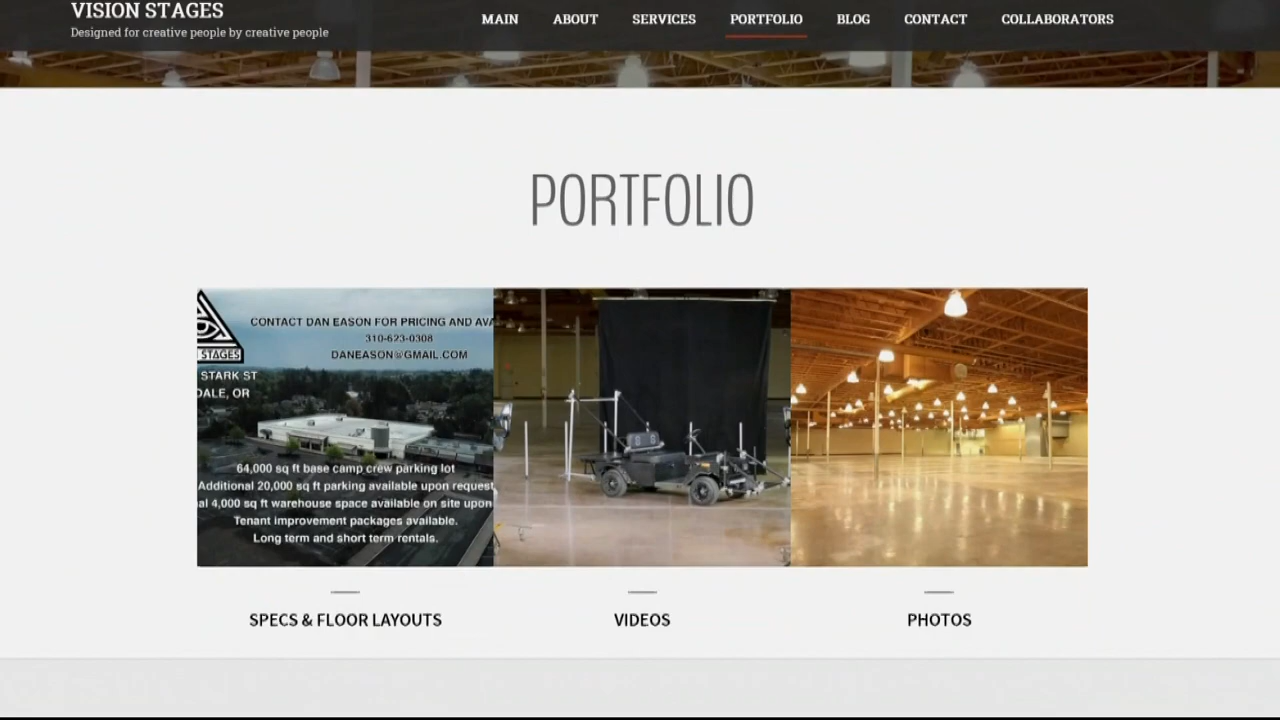 VISION STAGES
Designed for creative people by creative people
MAIN ABOUT SERVICES PORTFOLIO BLOG CONTACT COLLABORATORS
PORTFOLIO
CONTACT DAN EASON FOR PRICING AND AVA
310-623-0308
DANEASON@GMAIL.COM
STAGES
STARK ST
DALE, OR
64,000 sq ft base camp crew parking lot
Additional 20,000 sq ft parking available upon request
al 4,000 sq ft warehouse space available on site upon
Tenant improvement packages available.
Long term and short term rentals.
SPECS & FLOOR LAYOUTS
VIDEOS
PHOTOS